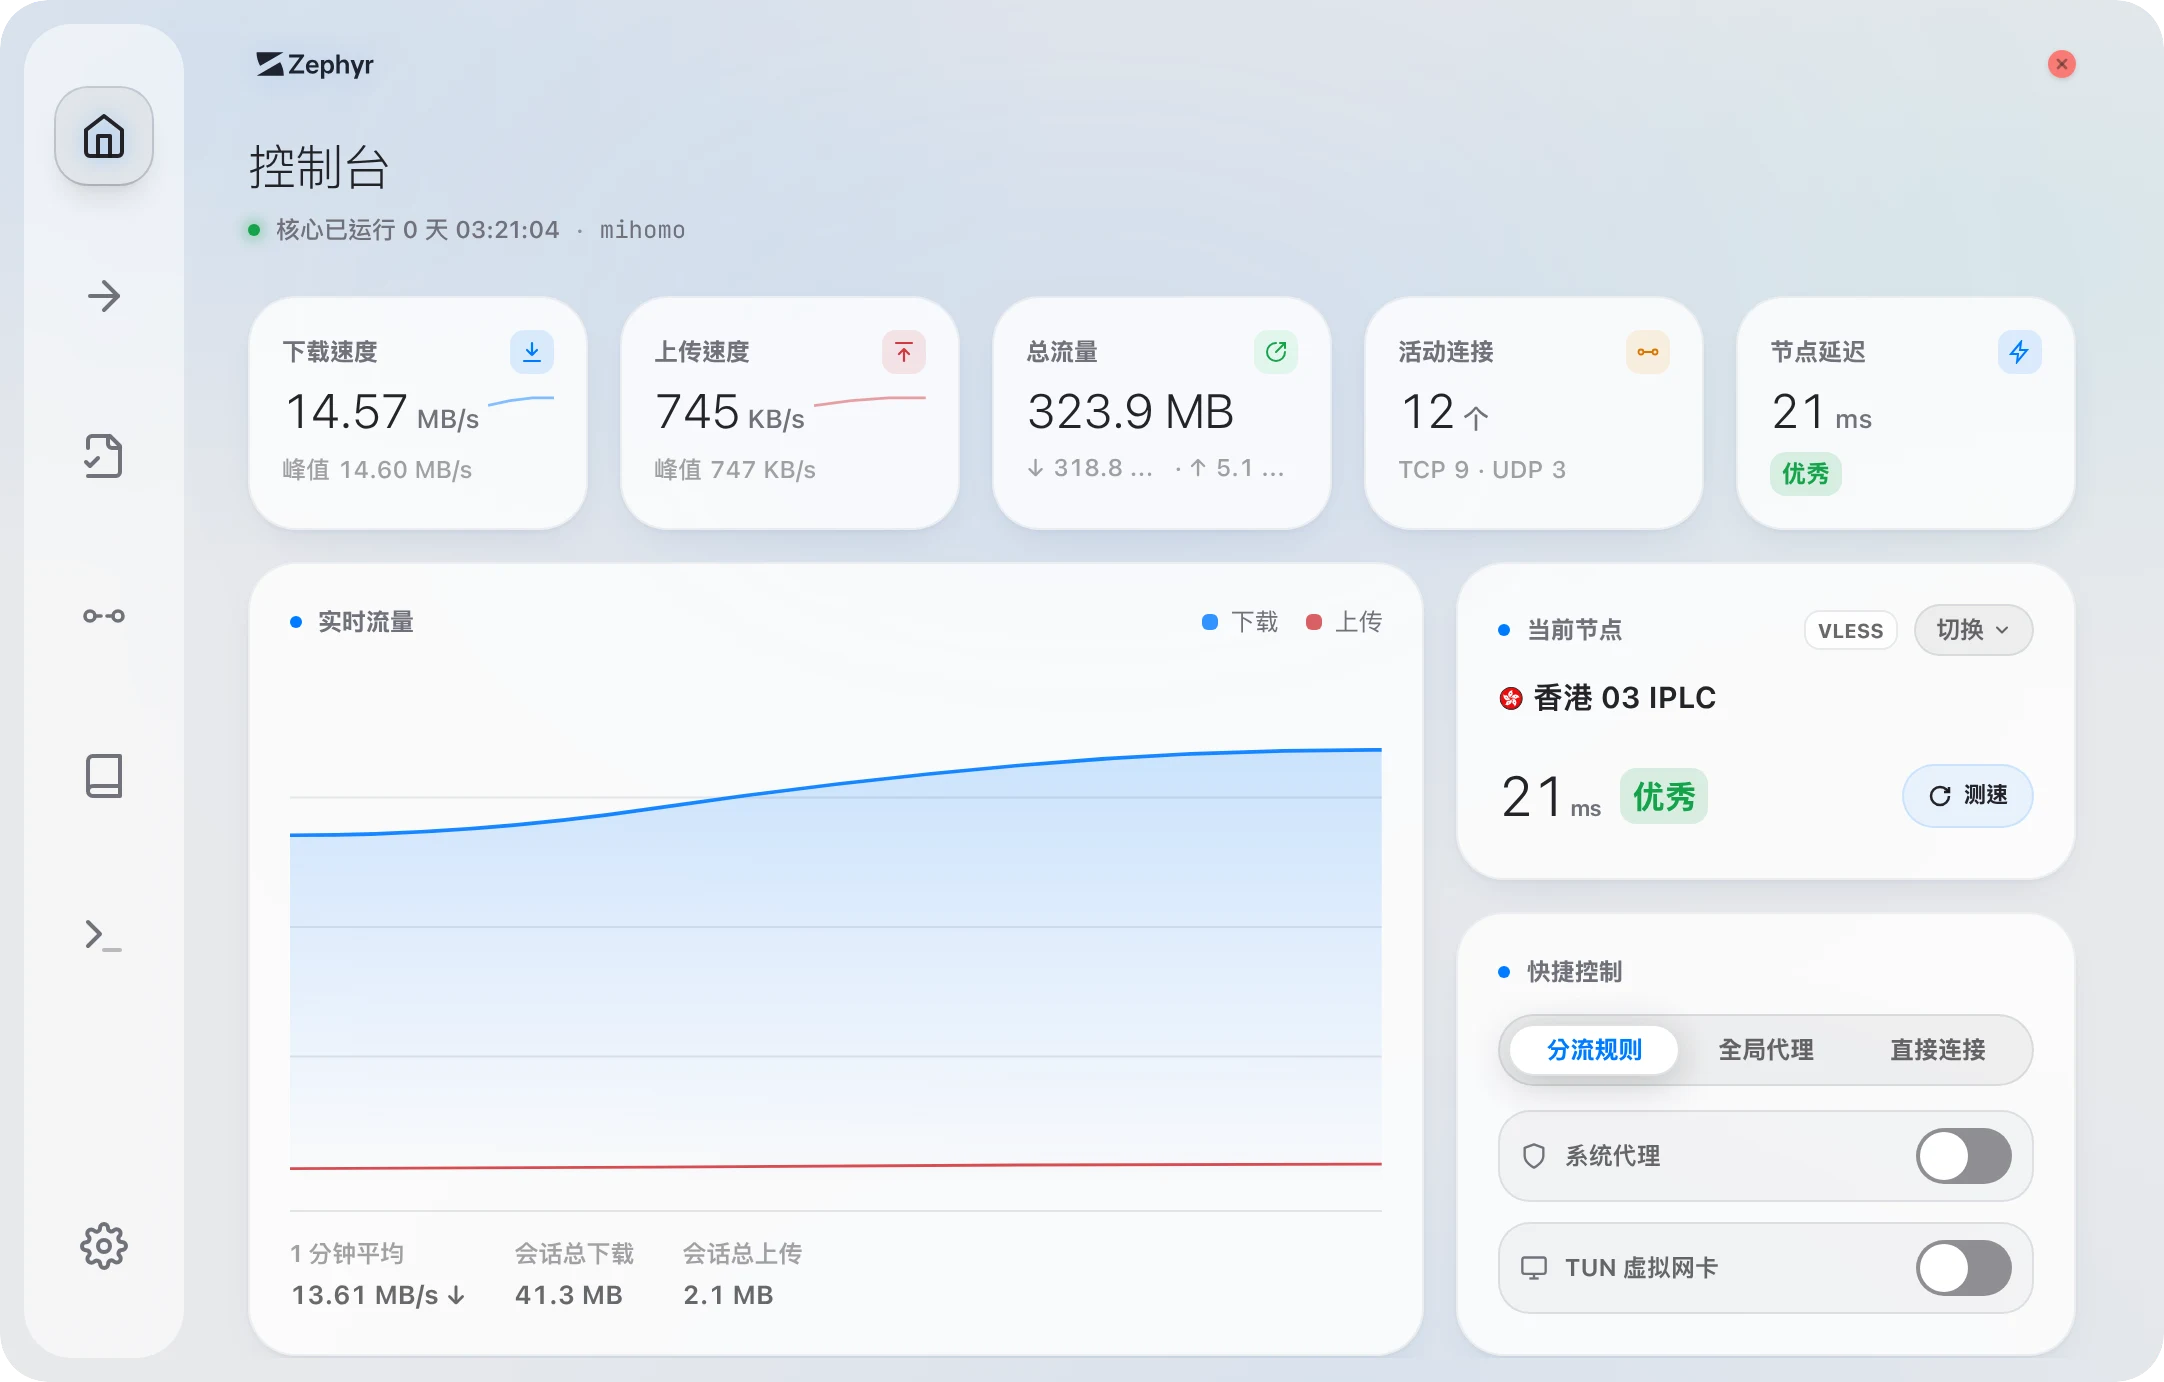 Zephyr
控制台
核心已运行 0 天 03:21:04 · mihomo
下载速度
14.57 MB/s
峰值 14.60 MB/s
上传速度
745 KB/s
峰值 747 KB/s
总流量
323.9 MB
↓ 318.8 ... · ↑ 5.1 ...
活动连接
12 个
TCP 9 · UDP 3
节点延迟
21 ms
优秀
实时流量
下载 上传
1 分钟平均
13.61 MB/s ↓
会话总下载
41.3 MB
会话总上传
2.1 MB
当前节点
VLESS
切换
香港 03 IPLC
21 ms 优秀
测速
快捷控制
分流规则 全局代理 直接连接
系统代理
TUN 虚拟网卡